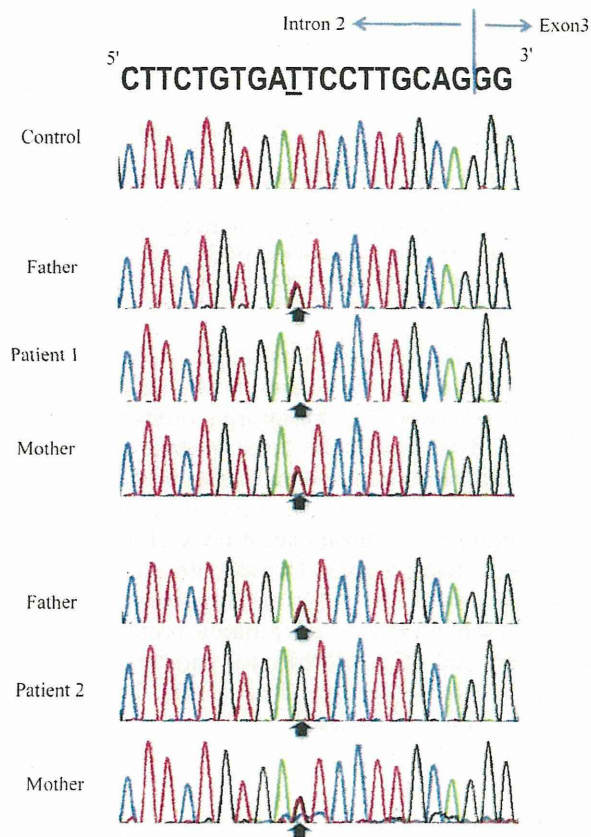 Intron 2 Exon3
5' 3'
CTTCTGTGATTCCTTGCAGGG
Control
Father
Patient 1
Mother
Father
Patient 2
Mother